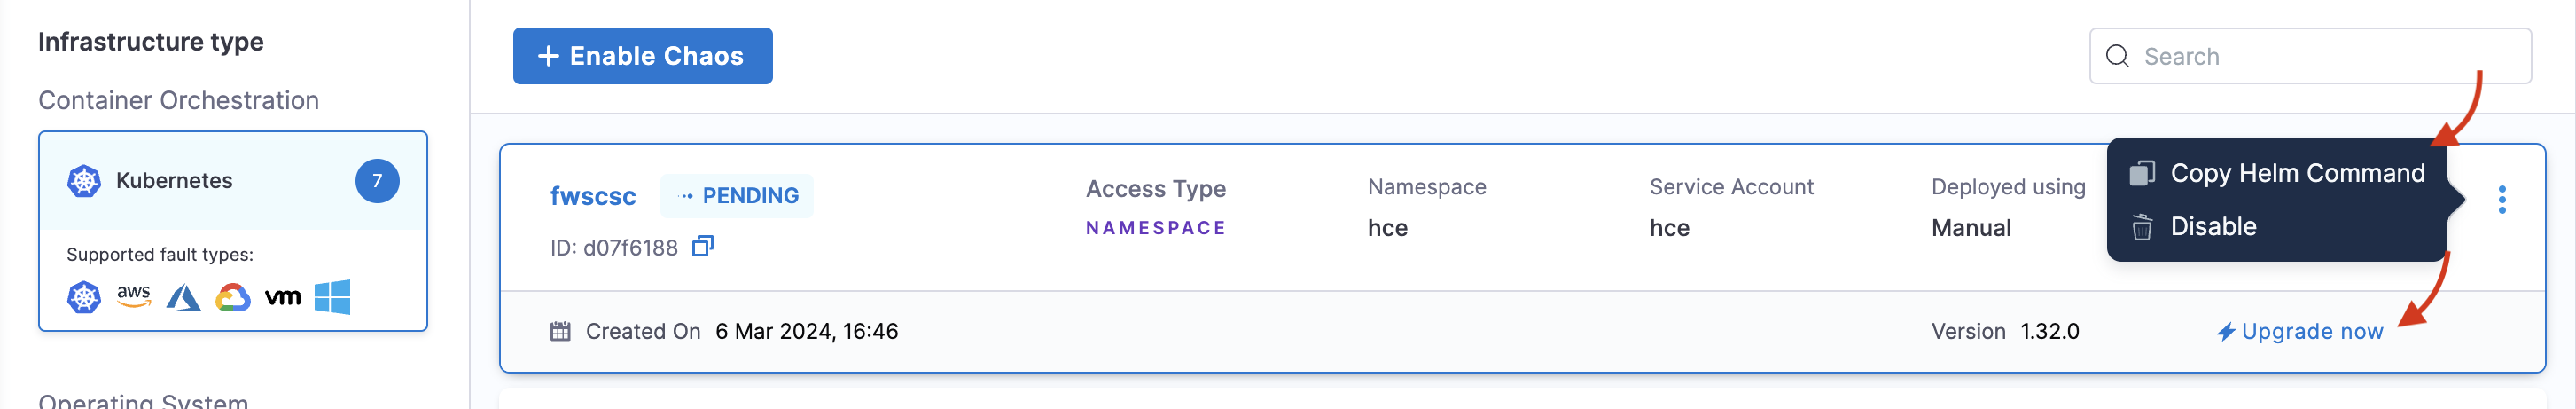 Infrastructure type
Container Orchestration
Kubernetes 7
Supported fault types:
aws vm
Operating System
+ Enable Chaos
Search
fwscsc PENDING
ID: d07f6188
Access Type
NAMESPACE
Namespace
hce
Service Account
hce
Deployed using
Manual
Copy Helm Command
Disable
Created On 6 Mar 2024, 16:46
Version 1.32.0
Upgrade now